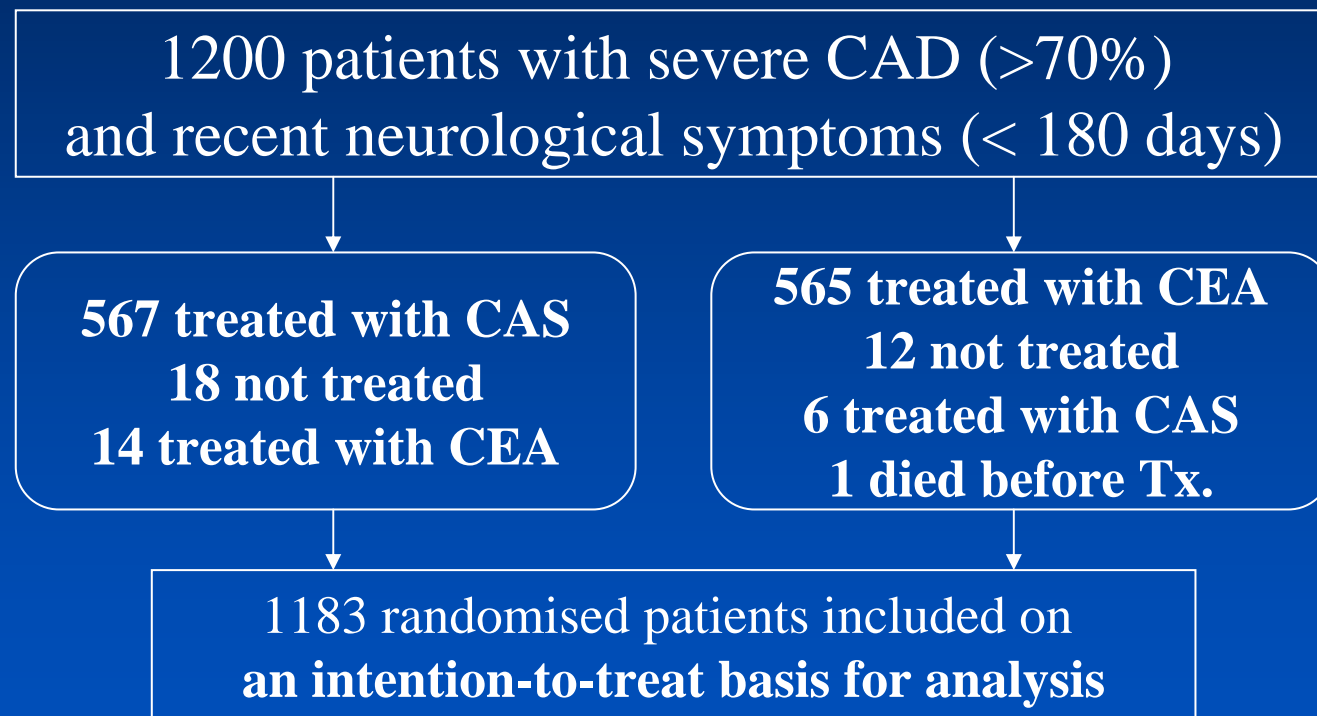 1200 patients with severe CAD (>70%)
and recent neurological symptoms (< 180 days)
567 treated with CAS
18 not treated
14 treated with CEA
565 treated with CEA
12 not treated
6 treated with CAS
1 died before Tx.
1183 randomised patients included on
an intention-to-treat basis for analysis